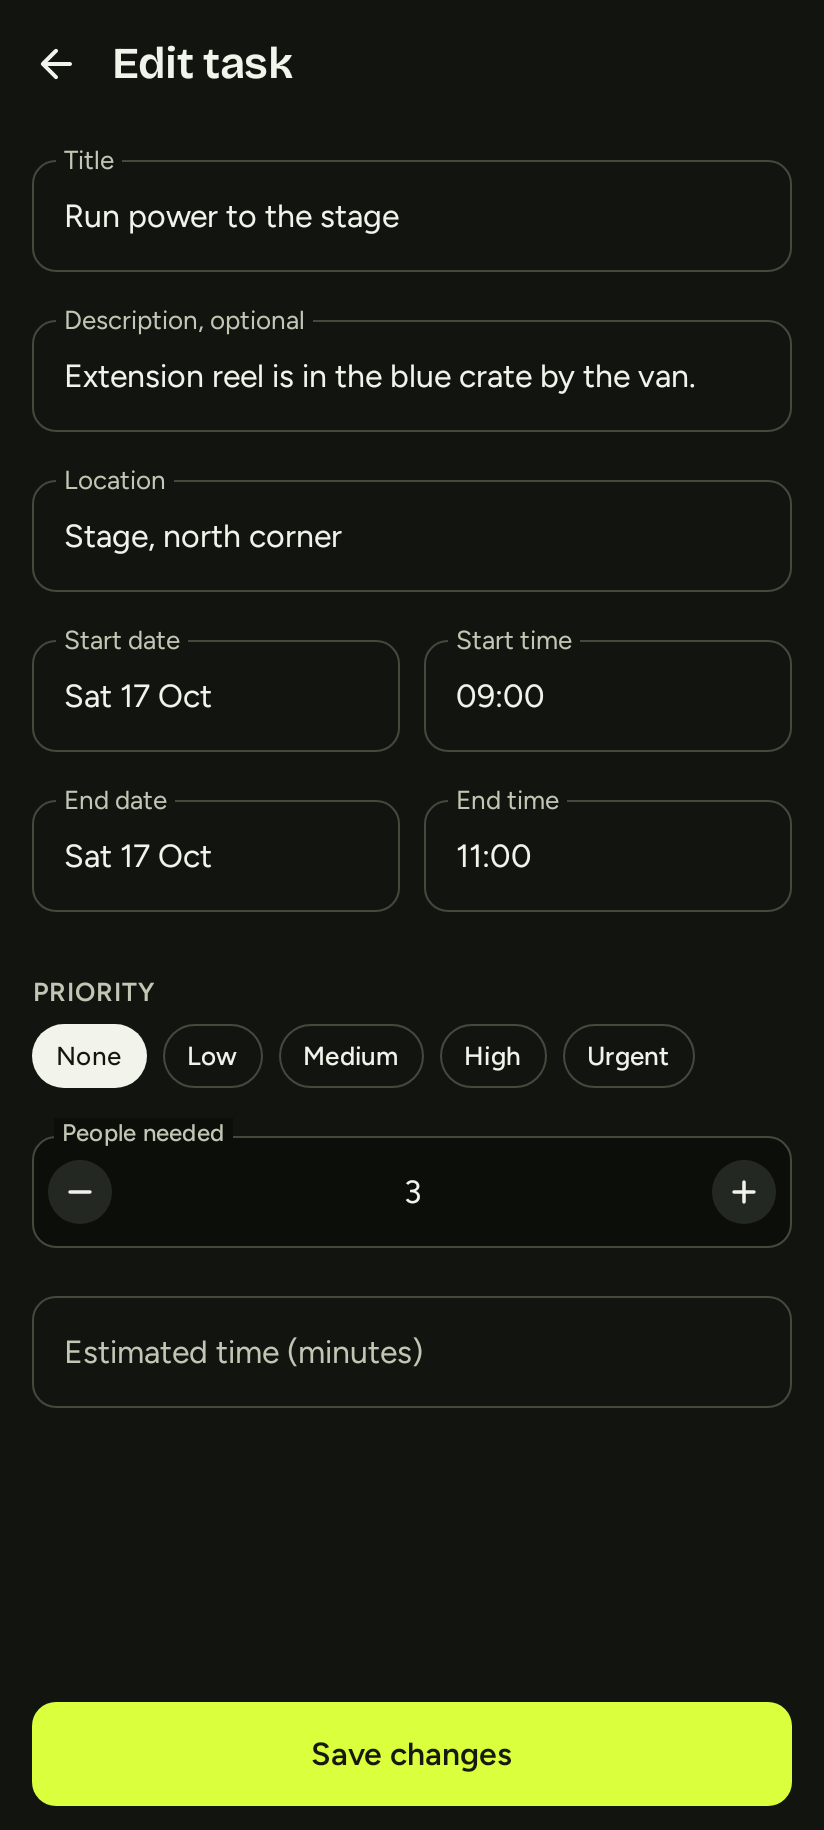 Edit task
Title
Run power to the stage
Description, optional
Extension reel is in the blue crate by the van.
Location
Stage, north corner
Start date
Start time
Sat 17 Oct
09:00
End date
End time
Sat 17 Oct
11:00
PRIORITY
None
Low
Medium
High
Urgent
People needed
3
Estimated time (minutes)
Save changes